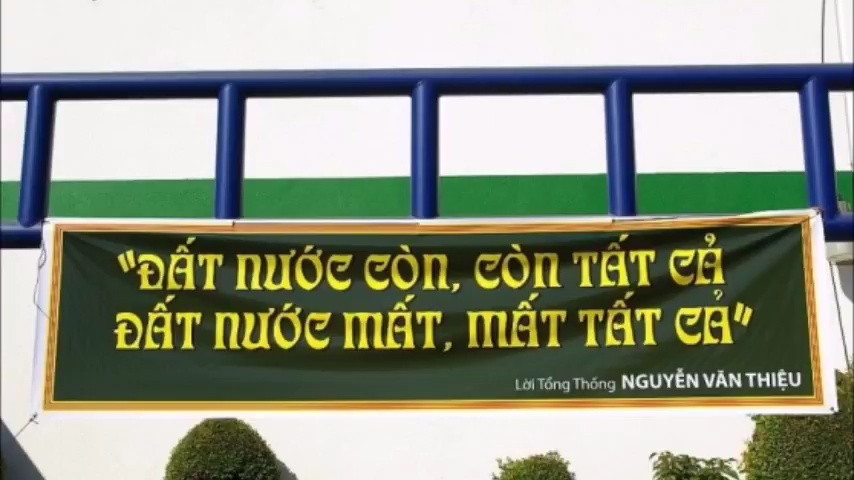 "ĐẤT NƯỚC CÒN, CÒN TẤT CẢ
ĐẤT NƯỚC MẤT, MẤT TẤT CẢ"
Lời Tổng Thống NGUYỄN VĂN THIỆU